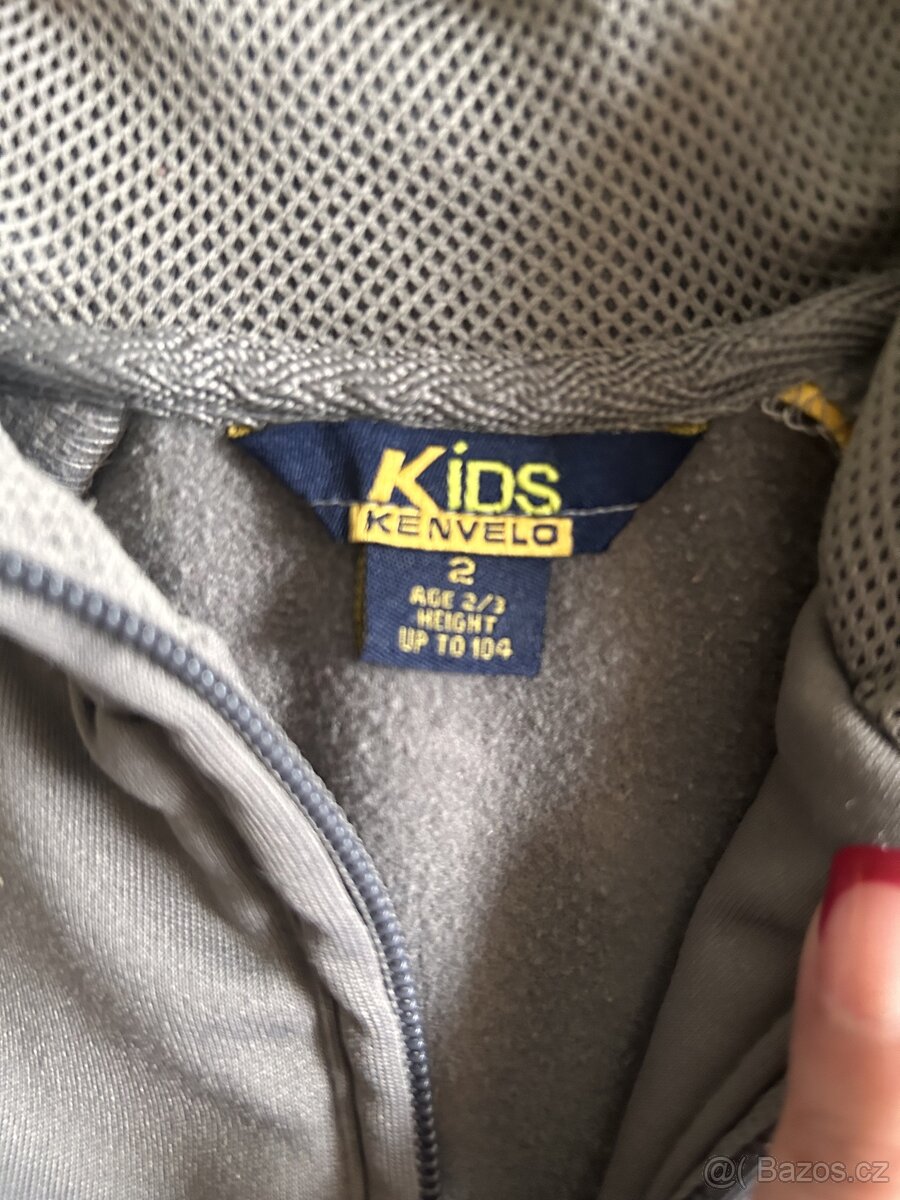 KiDS
KENVELO
2
AGE 2/3
HEIGHT
UP TO 104
@( Bazos.cz